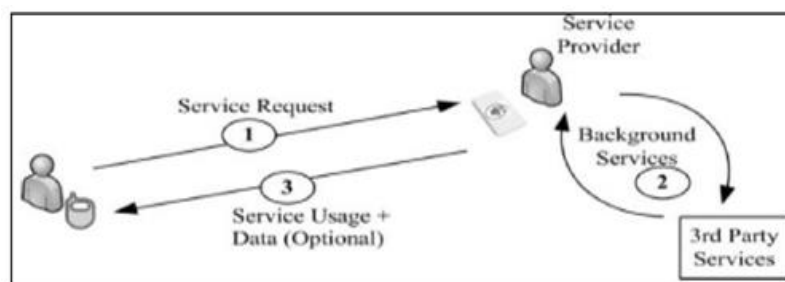 Service
Provider
Service Request
1
Background
Services
2
3
Service Usage +
Data (Optional)
3rd Party
Services